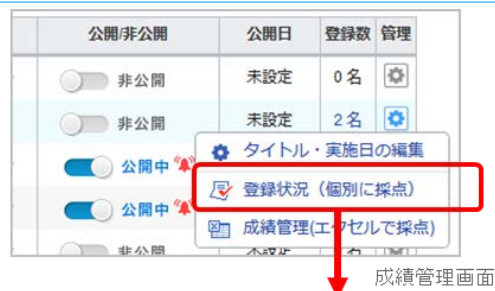 公開/非公開 公開日 登録数 管理
非公開 未設定 0名
非公開 未設定 2名
公開中
タイトル・実施日の編集
登録状況（個別に採点）
公開中
成績管理(エクセルで採点)
非公開
成績管理画面